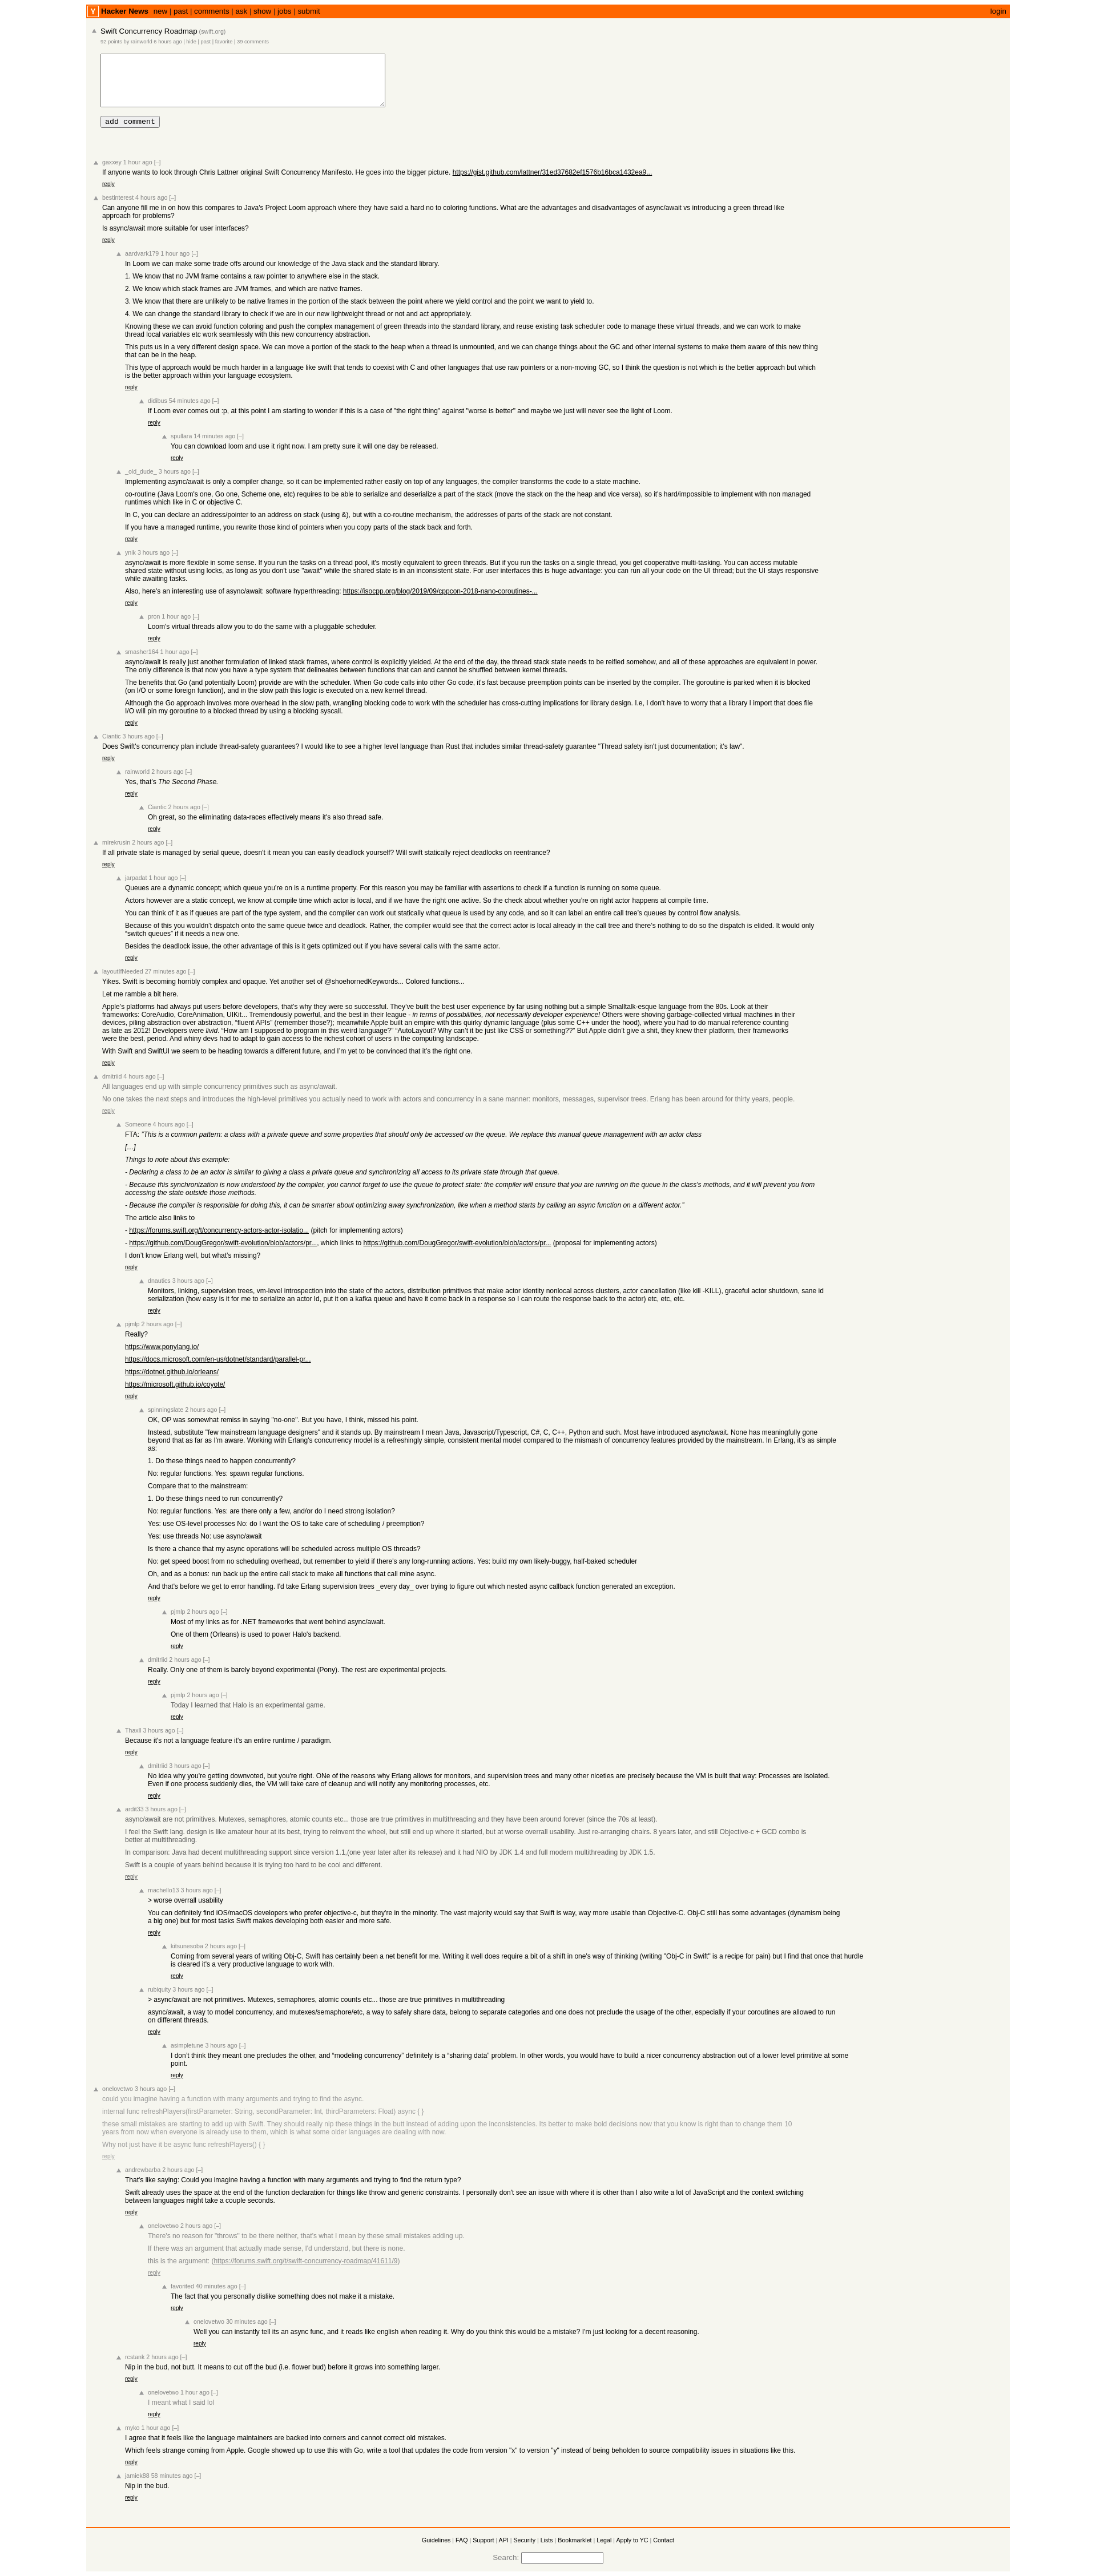 Y Hacker News new | past | comments | ask | show | jobs | submit login
Swift Concurrency Roadmap (swift.org)
92 points by rainworld 6 hours ago | hide | past | favorite | 39 comments
add comment
gaxvey 1 hour ago [–]
If anyone wants to look through Chris Lattner original Swift Concurrency Manifesto. He goes into the bigger picture. https://gist.github.com/lattner/31ed37682ef1576b16bca1432ea9...
reply
bestinterest 4 hours ago [–]
Can anyone fill me in on how this compares to Java's Project Loom approach where they have said a hard no to coloring functions. What are the advantages and disadvantages of async/await vs introducing a green thread like
approach for problems?
Is async/await more suitable for user interfaces?
reply
aardvark179 1 hour ago [–]
In Loom we can make some trade offs around our knowledge of the Java stack and the standard library.
1. We know that no JVM frame contains a raw pointer to anywhere else in the stack.
2. We know which stack frames are JVM frames, and which are native frames.
3. We know that there are unlikely to be native frames in the portion of the stack between the point where we yield control and the point we want to yield to.
4. We can change the standard library to check if we are in our new lightweight thread or not and act appropriately.
Knowing these we can avoid function coloring and push the complex management of green threads into the standard library, and reuse existing task scheduler code to manage these virtual threads, and we can work to make
thread local variables etc work seamlessly with this new concurrency abstraction.
This puts us in a very different design space. We can move a portion of the stack to the heap when a thread is unmounted, and we can change things about the GC and other internal systems to make them aware of this new thing
that can be in the heap.
This type of approach would be much harder in a language like swift that tends to coexist with C and other languages that use raw pointers or a non-moving GC, so I think the question is not which is the better approach but which
is the better approach within your language ecosystem.
reply
didibus 54 minutes ago [–]
If Loom ever comes out :p, at this point I am starting to wonder if this is a case of "the right thing" against "worse is better" and maybe we just will never see the light of Loom.
reply
spullara 14 minutes ago [–]
You can download loom and use it right now. I am pretty sure it will one day be released.
reply
_old_dude_ 3 hours ago [–]
Implementing async/await is only a compiler change, so it can be implemented rather easily on top of any languages, the compiler transforms the code to a state machine.
co-routine (Java Loom's one, Go one, Scheme one, etc) requires to be able to serialize and deserialize a part of the stack (move the stack on the the heap and vice versa), so it's hard/impossible to implement with non managed
runtimes which like in C or objective C.
In C, you can declare an address/pointer to an address on stack (using &), but with a co-routine mechanism, the addresses of parts of the stack are not constant.
If you have a managed runtime, you rewrite those kind of pointers when you copy parts of the stack back and forth.
reply
ynik 3 hours ago [–]
async/await is more flexible in some sense. If you run the tasks on a thread pool, it's mostly equivalent to green threads. But if you run the tasks on a single thread, you get cooperative multi-tasking. You can access mutable
shared state without using locks, as long as you don't use "await" while the shared state is in an inconsistent state. For user interfaces this is huge advantage: you can run all your code on the UI thread; but the UI stays responsive
while awaiting tasks.
Also, here's an interesting use of async/await: software hyperthreading: https://isocpp.org/blog/2019/09/cppcon-2018-nano-coroutines-...
reply
pron 1 hour ago [–]
Loom's virtual threads allow you to do the same with a pluggable scheduler.
reply
smasher164 1 hour ago [–]
async/await is really just another formulation of linked stack frames, where control is explicitly yielded. At the end of the day, the thread stack state needs to be reified somehow, and all of these approaches are equivalent in power.
The only difference is that now you have a type system that delineates between functions that can and cannot be shuffled between kernel threads.
The benefits that Go (and potentially Loom) provide are with the scheduler. When Go code calls into other Go code, it's fast because preemption points can be inserted by the compiler. The goroutine is parked when it is blocked
(on I/O or some foreign function), and in the slow path this logic is executed on a new kernel thread.
Although the Go approach involves more overhead in the slow path, wrangling blocking code to work with the scheduler has cross-cutting implications for library design. I.e, I don't have to worry that a library I import that does file
I/O will pin my goroutine to a blocked thread by using a blocking syscall.
reply
Ciantic 3 hours ago [–]
Does Swift's concurrency plan include thread-safety guarantees? I would like to see a higher level language than Rust that includes similar thread-safety guarantee "Thread safety isn't just documentation; it's law".
reply
rainworld 2 hours ago [–]
Yes, that's The Second Phase.
reply
Ciantic 2 hours ago [–]
Oh great, so the eliminating data-races effectively means it's also thread safe.
reply
mirekrusin 2 hours ago [–]
If all private state is managed by serial queue, doesn't it mean you can easily deadlock yourself? Will swift statically reject deadlocks on reentrance?
reply
jarpadat 1 hour ago [–]
Queues are a dynamic concept; which queue you're on is a runtime property. For this reason you may be familiar with assertions to check if a function is running on some queue.
Actors however are a static concept, we know at compile time which actor is local, and if we have the right one active. So the check about whether you're on right actor happens at compile time.
You can think of it as if queues are part of the type system, and the compiler can work out statically what queue is used by any code, and so it can label an entire call tree's queues by control flow analysis.
Because of this you wouldn't dispatch onto the same queue twice and deadlock. Rather, the compiler would see that the correct actor is local already in the call tree and there's nothing to do so the dispatch is elided. It would only
"switch queues" if it needs a new one.
Besides the deadlock issue, the other advantage of this is it gets optimized out if you have several calls with the same actor.
reply
layoutIfNeeded 27 minutes ago [–]
Yikes. Swift is becoming horribly complex and opaque. Yet another set of @shoehornedKeywords... Colored functions...
Let me ramble a bit here.
Apple's platforms had always put users before developers, that's why they were so successful. They've built the best user experience by far using nothing but a simple Smalltalk-esque language from the 80s. Look at their
frameworks: CoreAudio, CoreAnimation, UIKit... Tremendously powerful, and the best in their league - in terms of possibilities, not necessarily developer experience! Others were shoving garbage-collected virtual machines in their
devices, piling abstraction over abstraction, "fluent APIs" (remember those?); meanwhile Apple built an empire with this quirky dynamic language (plus some C++ under the hood), where you had to do manual reference counting
as late as 2012! Developers were livid. "How am I supposed to program in this weird language?" "AutoLayout? Why can't it be just like CSS or something??" But Apple didn't give a shit, they knew their platform, their frameworks
were the best, period. And whiny devs had to adapt to gain access to the richest cohort of users in the computing landscape.
With Swift and SwiftUI we seem to be heading towards a different future, and I'm yet to be convinced that it's the right one.
reply
dmitriid 4 hours ago [–]
All languages end up with simple concurrency primitives such as async/await.
No one takes the next steps and introduces the high-level primitives you actually need to work with actors and concurrency in a sane manner: monitors, messages, supervisor trees. Erlang has been around for thirty years, people.
reply
Someone 4 hours ago [–]
FTA: "This is a common pattern: a class with a private queue and some properties that should only be accessed on the queue. We replace this manual queue management with an actor class
[…]
Things to note about this example:
- Declaring a class to be an actor is similar to giving a class a private queue and synchronizing all access to its private state through that queue.
- Because this synchronization is now understood by the compiler, you cannot forget to use the queue to protect state: the compiler will ensure that you are running on the queue in the class's methods, and it will prevent you from
accessing the state outside those methods.
- Because the compiler is responsible for doing this, it can be smarter about optimizing away synchronization, like when a method starts by calling an async function on a different actor."
The article also links to
- https://forums.swift.org/t/concurrency-actors-actor-isolatio... (pitch for implementing actors)
- https://github.com/DougGregor/swift-evolution/blob/actors/pr..., which links to https://github.com/DougGregor/swift-evolution/blob/actors/pr... (proposal for implementing actors)
I don't know Erlang well, but what's missing?
reply
dnautics 3 hours ago [–]
Monitors, linking, supervision trees, vm-level introspection into the state of the actors, distribution primitives that make actor identity nonlocal across clusters, actor cancellation (like kill -KILL), graceful actor shutdown, sane id
serialization (how easy is it for me to serialize an actor Id, put it on a kafka queue and have it come back in a response so I can route the response back to the actor) etc, etc, etc.
reply
pjmlp 2 hours ago [–]
Really?
https://www.ponylang.io/
https://docs.microsoft.com/en-us/dotnet/standard/parallel-pr...
https://dotnet.github.io/orleans/
https://microsoft.github.io/coyote/
reply
spinningslate 2 hours ago [–]
OK, OP was somewhat remiss in saying "no-one". But you have, I think, missed his point.
Instead, substitute "few mainstream language designers" and it stands up. By mainstream I mean Java, Javascript/Typescript, C#, C, C++, Python and such. Most have introduced async/await. None has meaningfully gone
beyond that as far as I'm aware. Working with Erlang's concurrency model is a refreshingly simple, consistent mental model compared to the mismash of concurrency features provided by the mainstream. In Erlang, it's as simple
as:
1. Do these things need to happen concurrently?
No: regular functions. Yes: spawn regular functions.
Compare that to the mainstream:
1. Do these things need to run concurrently?
No: regular functions. Yes: are there only a few, and/or do I need strong isolation?
Yes: use OS-level processes No: do I want the OS to take care of scheduling / preemption?
Yes: use threads No: use async/await
Is there a chance that my async operations will be scheduled across multiple OS threads?
No: get speed boost from no scheduling overhead, but remember to yield if there's any long-running actions. Yes: build my own likely-buggy, half-baked scheduler
Oh, and as a bonus: run back up the entire call stack to make all functions that call mine async.
And that's before we get to error handling. I'd take Erlang supervision trees _every day_ over trying to figure out which nested async callback function generated an exception.
reply
pjmlp 2 hours ago [–]
Most of my links as for .NET frameworks that went behind async/await.
One of them (Orleans) is used to power Halo's backend.
reply
dmitriid 2 hours ago [–]
Really. Only one of them is barely beyond experimental (Pony). The rest are experimental projects.
reply
pjmlp 2 hours ago [–]
Today I learned that Halo is an experimental game.
reply
Thaxll 3 hours ago [–]
Because it's not a language feature it's an entire runtime / paradigm.
reply
dmitriid 3 hours ago [–]
No idea why you're getting downvoted, but you're right. ONe of the reasons why Erlang allows for monitors, and supervision trees and many other niceties are precisely because the VM is built that way: Processes are isolated.
Even if one process suddenly dies, the VM will take care of cleanup and will notify any monitoring processes, etc.
reply
ardit33 3 hours ago [–]
async/await are not primitives. Mutexes, semaphores, atomic counts etc... those are true primitives in multithreading and they have been around forever (since the 70s at least).
I feel the Swift lang. design is like amateur hour at its best, trying to reinvent the wheel, but still end up where it started, but at worse overrall usability. Just re-arranging chairs. 8 years later, and still Objective-c + GCD combo is
better at multithreading.
In comparison: Java had decent multithreading support since version 1.1,(one year later after its release) and it had NIO by JDK 1.4 and full modern multithreading by JDK 1.5.
Swift is a couple of years behind because it is trying too hard to be cool and different.
reply
machello13 3 hours ago [–]
> worse overrall usability
You can definitely find iOS/macOS developers who prefer objective-c, but they're in the minority. The vast majority would say that Swift is way, way more usable than Objective-C. Obj-C still has some advantages (dynamism being
a big one) but for most tasks Swift makes developing both easier and more safe.
reply
kitsunesoba 2 hours ago [–]
Coming from several years of writing Obj-C, Swift has certainly been a net benefit for me. Writing it well does require a bit of a shift in one's way of thinking (writing "Obj-C in Swift" is a recipe for pain) but I find that once that hurdle
is cleared it's a very productive language to work with.
reply
rubiquity 3 hours ago [–]
> async/await are not primitives. Mutexes, semaphores, atomic counts etc... those are true primitives in multithreading
async/await, a way to model concurrency, and mutexes/semaphore/etc, a way to safely share data, belong to separate categories and one does not preclude the usage of the other, especially if your coroutines are allowed to run
on different threads.
reply
asimpletune 3 hours ago [–]
I don't think they meant one precludes the other, and "modeling concurrency" definitely is a "sharing data" problem. In other words, you would have to build a nicer concurrency abstraction out of a lower level primitive at some
point.
reply
onelovetwo 3 hours ago [–]
could you imagine having a function with many arguments and trying to find the async.
internal func refreshPlayers(firstParameter: String, secondParameter: Int, thirdParameters: Float) async { }
these small mistakes are starting to add up with Swift. They should really nip these things in the butt instead of adding upon the inconsistencies. Its better to make bold decisions now that you know is right than to change them 10
years from now when everyone is already use to them, which is what some older languages are dealing with now.
Why not just have it be async func refreshPlayers() { }
reply
andrewbarba 2 hours ago [–]
That's like saying: Could you imagine having a function with many arguments and trying to find the return type?
Swift already uses the space at the end of the function declaration for things like throw and generic constraints. I personally don't see an issue with where it is other than I also write a lot of JavaScript and the context switching
between languages might take a couple seconds.
reply
onelovetwo 2 hours ago [–]
There's no reason for "throws" to be there neither, that's what I mean by these small mistakes adding up.
If there was an argument that actually made sense, I'd understand, but there is none.
this is the argument: (https://forums.swift.org/t/swift-concurrency-roadmap/41611/9)
reply
favorited 40 minutes ago [–]
The fact that you personally dislike something does not make it a mistake.
reply
onelovetwo 30 minutes ago [–]
Well you can instantly tell its an async func, and it reads like english when reading it. Why do you think this would be a mistake? I'm just looking for a decent reasoning.
reply
rcstank 2 hours ago [–]
Nip in the bud, not butt. It means to cut off the bud (i.e. flower bud) before it grows into something larger.
reply
onelovetwo 1 hour ago [–]
I meant what I said lol
reply
myko 1 hour ago [–]
I agree that it feels like the language maintainers are backed into corners and cannot correct old mistakes.
Which feels strange coming from Apple. Google showed up to use this with Go, write a tool that updates the code from version "x" to version "y" instead of being beholden to source compatibility issues in situations like this.
reply
jamiek88 58 minutes ago [–]
Nip in the bud.
reply
Guidelines | FAQ | Support | API | Security | Lists | Bookmarklet | Legal | Apply to YC | Contact
Search: